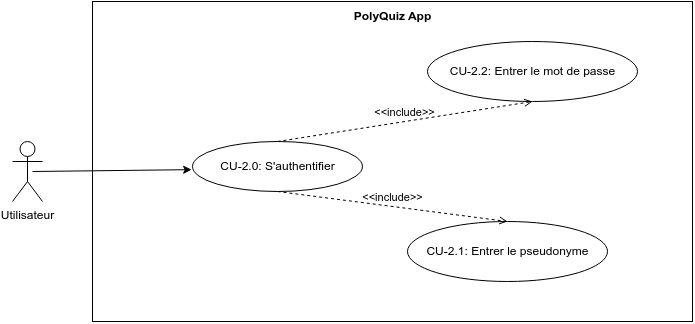 PolyQuiz App
CU-2.2: Entrer le mot de passe
<<include>>
CU-2.0: S'authentifier
<<include>>
Utilisateur
CU-2.1: Entrer le pseudonyme